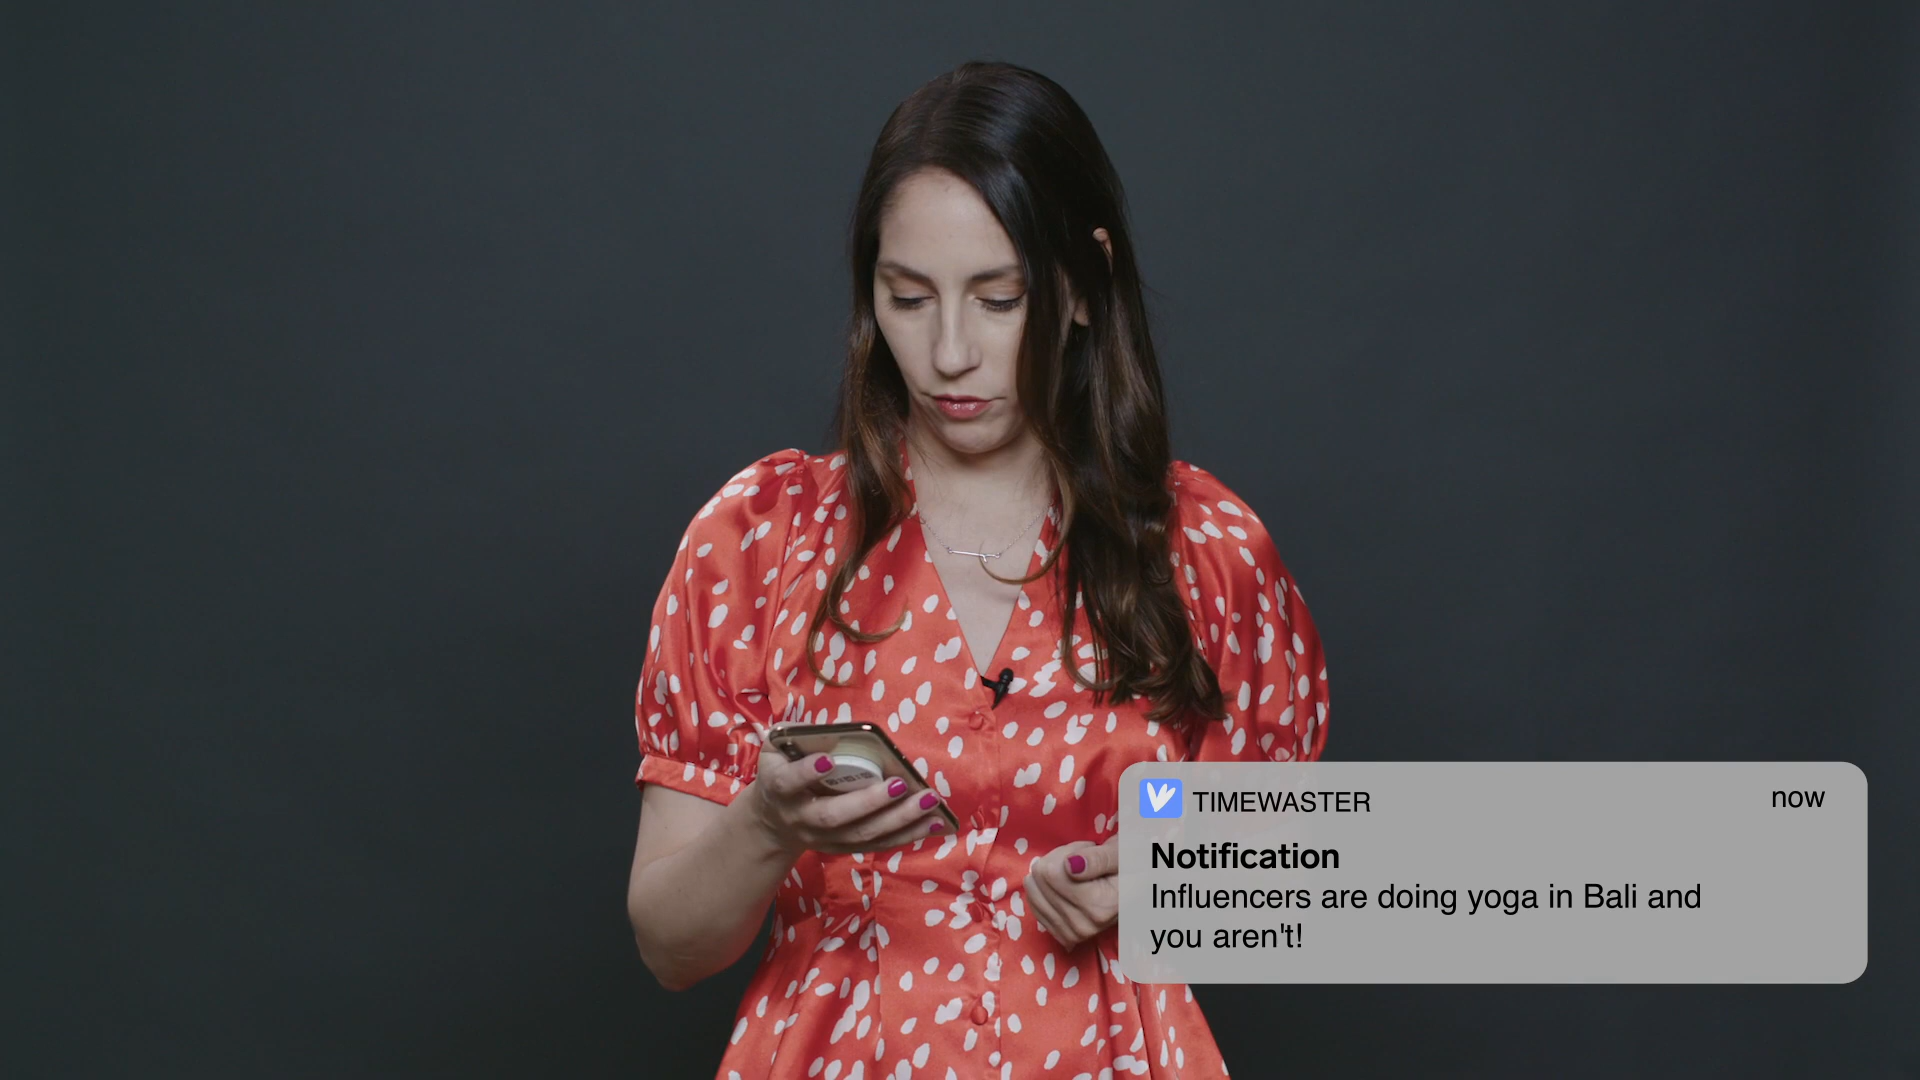 TIMEWASTER
now
Notification
Influencers are doing yoga in Bali and
you aren't!